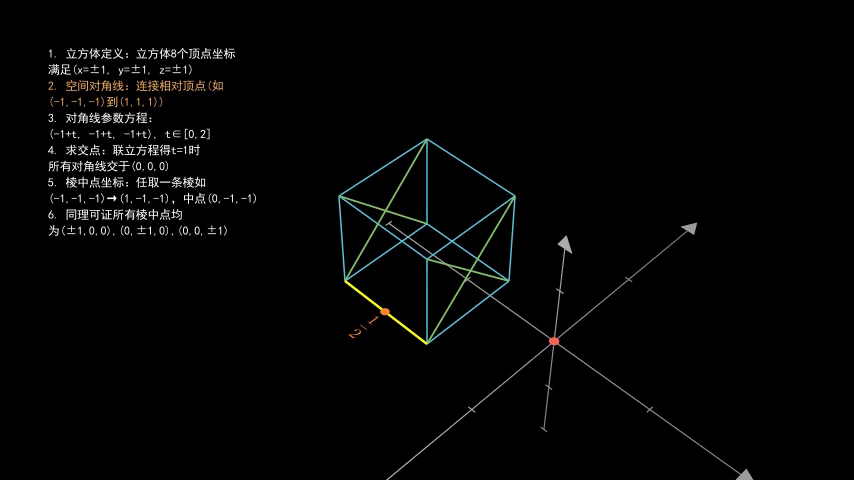 1. 立方体定义：立方体8个顶点坐标
满足(x=±1, y=±1, z=±1)
2. 空间对角线：连接相对顶点(如
(-1,-1,-1)到(1,1,1))
3. 对角线参数方程：
(-1+t, -1+t, -1+t), t∈[0,2]
4. 求交点：联立方程得t=1时
所有对角线交于(0,0,0)
5. 棱中点坐标：任取一条棱如
(-1,-1,-1)→(1,-1,-1), 中点(0,-1,-1)
6. 同理可证所有棱中点均
为(±1,0,0),(0,±1,0),(0,0,±1)
1
2